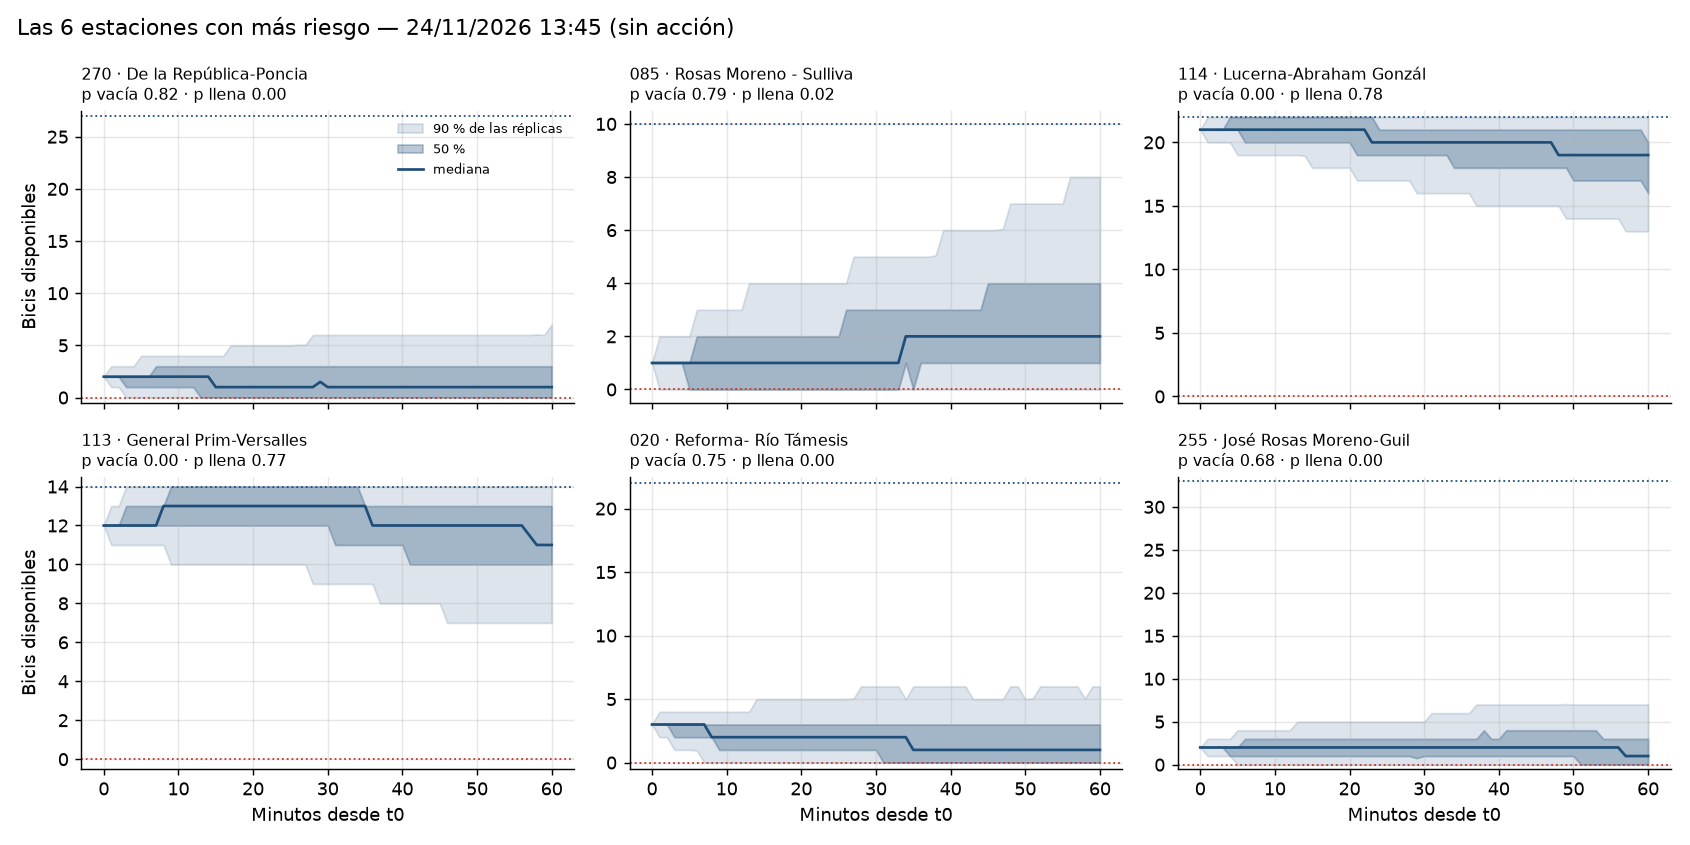 Las 6 estaciones con más riesgo — 24/11/2026 13:45 (sin acción)
270 · De la República-Poncia
p vacía 0.82 · p llena 0.00
Bicis disponibles
25
20
15
10
5
0
90 % de las réplicas
50 %
mediana
085 · Rosas Moreno - Sulliva
p vacía 0.79 · p llena 0.02
10
8
6
4
2
0
114 · Lucerna-Abraham Gonzál
p vacía 0.00 · p llena 0.78
20
15
10
5
0
113 · General Prim-Versalles
p vacía 0.00 · p llena 0.77
Bicis disponibles
14
12
10
8
6
4
2
0
0 10 20 30 40 50 60
Minutos desde t0
020 · Reforma- Río Támesis
p vacía 0.75 · p llena 0.00
20
15
10
5
0
0 10 20 30 40 50 60
Minutos desde t0
255 · José Rosas Moreno-Guil
p vacía 0.68 · p llena 0.00
30
25
20
15
10
5
0
0 10 20 30 40 50 60
Minutos desde t0